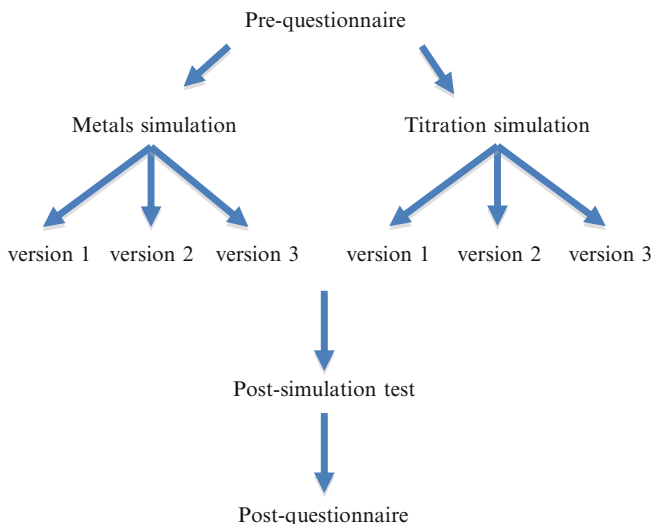 Pre-questionnaire
Metals simulation
Titration simulation
version 1
version 2
version 3
version 1
version 2
version 3
Post-simulation test
Post-questionnaire